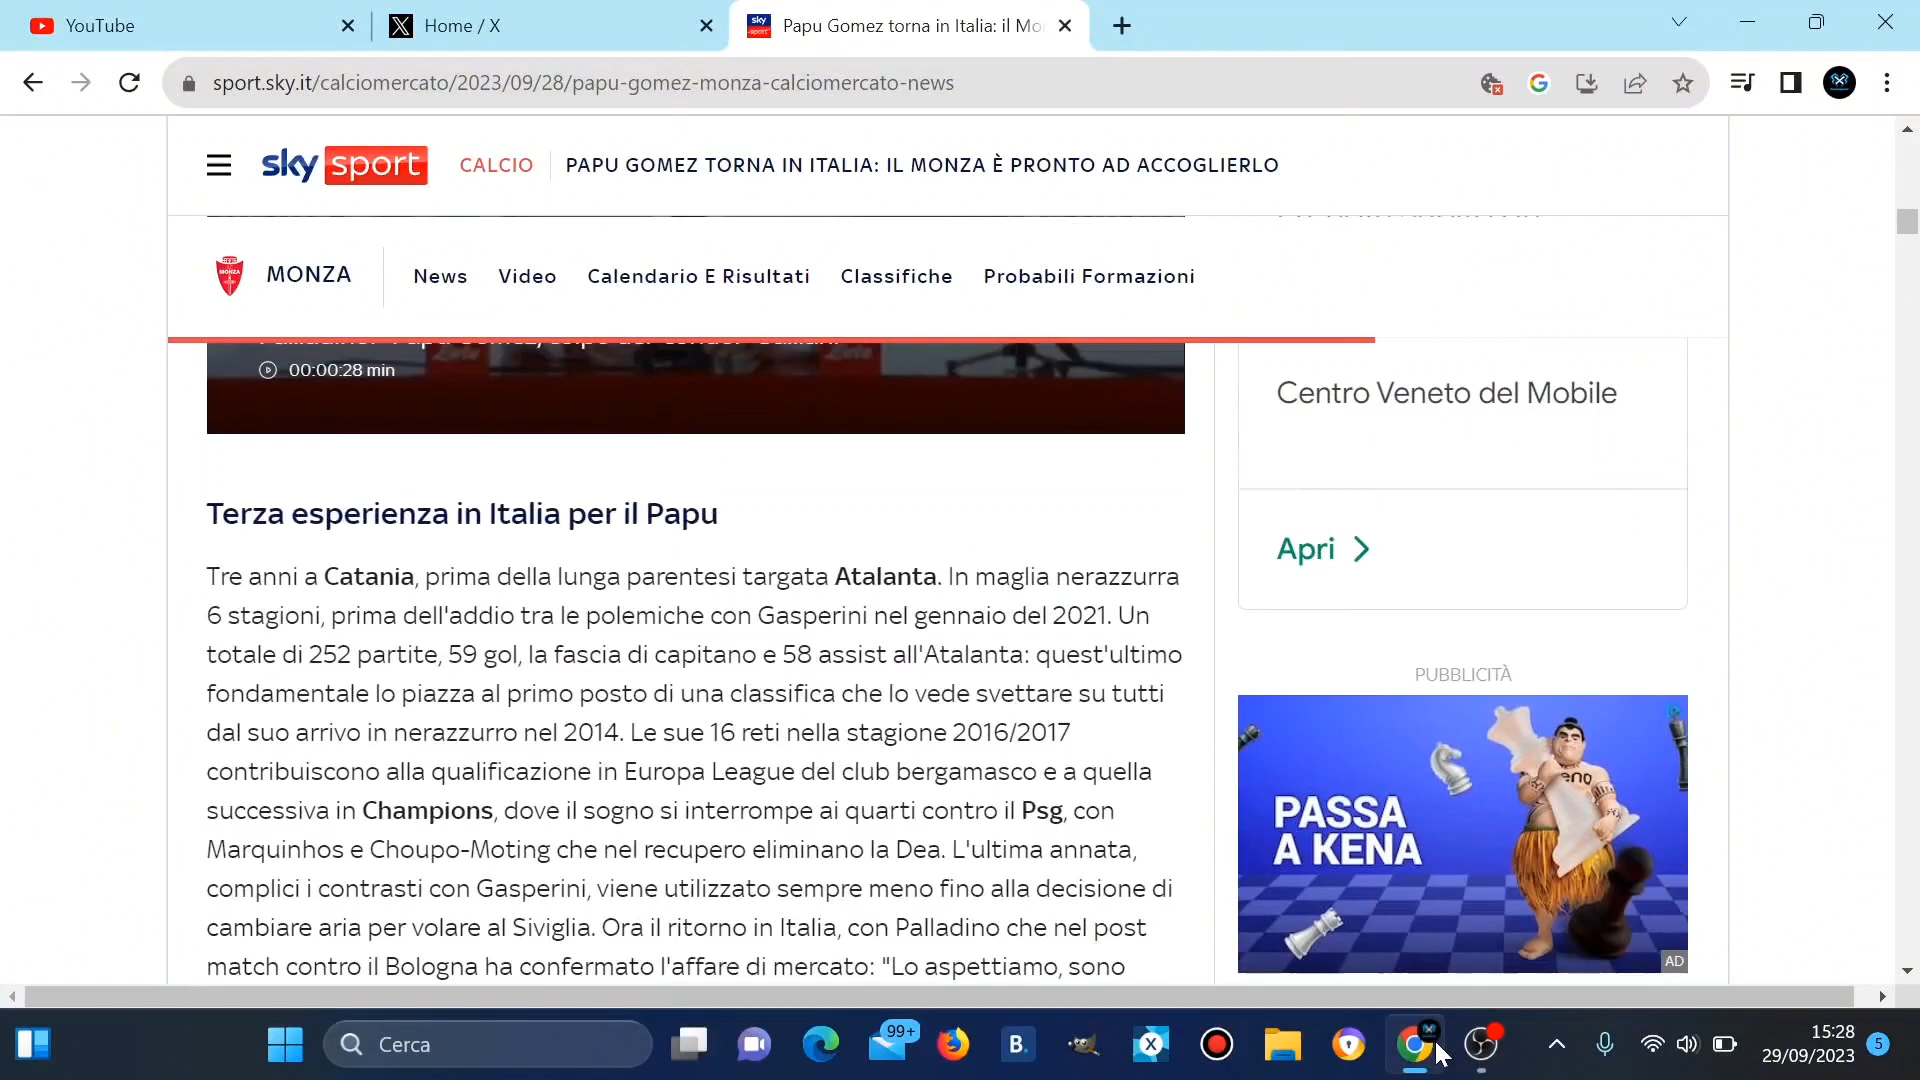 YouTube
Home / X
Papu Gomez torna in Italia: il Mo
sport.sky.it/calciomercato/2023/09/28/papu-gomez-monza-calciomercato-news
sky sport
CALCIO
PAPU GOMEZ TORNA IN ITALIA: IL MONZA È PRONTO AD ACCOGLIERLO
MONZA
News
Video
Calendario E Risultati
Classifiche
Probabili Formazioni
00:00:28 min
Centro Veneto del Mobile
Apri
Terza esperienza in Italia per il Papu
Tre anni a Catania, prima della lunga parentesi targata Atalanta. In maglia nerazzurra
6 stagioni, prima dell'addio tra le polemiche con Gasperini nel gennaio del 2021. Un
totale di 252 partite, 59 gol, la fascia di capitano e 58 assist all'Atalanta: quest'ultimo
fondamentale lo piazza al primo posto di una classifica che lo vede svettare su tutti
dal suo arrivo in nerazzurro nel 2014. Le sue 16 reti nella stagione 2016/2017
contribuiscono alla qualificazione in Europa League del club bergamasco e a quella
successiva in Champions, dove il sogno si interrompe ai quarti contro il Psg, con
Marquinhos e Choupo-Moting che nel recupero eliminano la Dea. L'ultima annata,
complici i contrasti con Gasperini, viene utilizzato sempre meno fino alla decisione di
cambiare aria per volare al Siviglia. Ora il ritorno in Italia, con Palladino che nel post
match contro il Bologna ha confermato l'affare di mercato: "Lo aspettiamo, sono
PUBBLICITÀ
PASSA
A KENA
AD
Cerca
99+
B.
15:28
29/09/2023
5